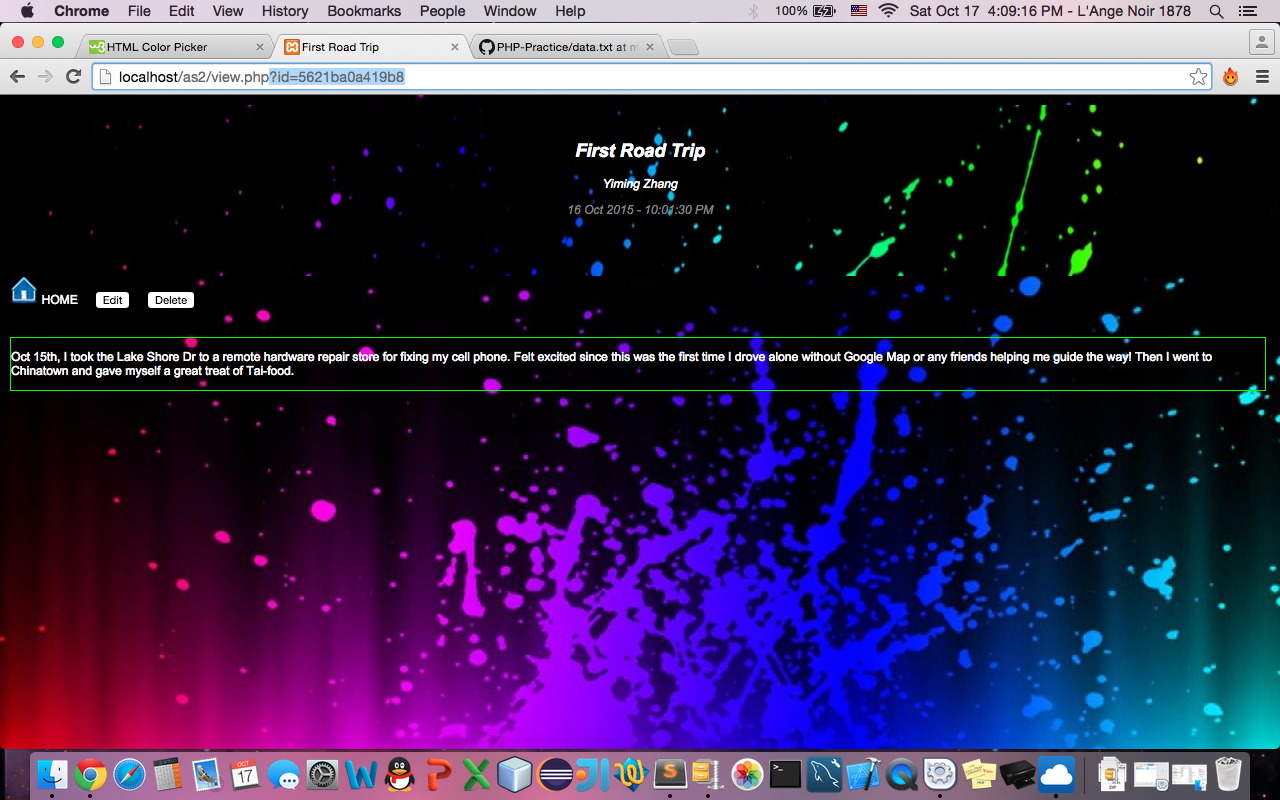 Chrome File Edit View History Bookmarks People Window Help 100% Sat Oct 17 4:09:16 PM - L'Ange Noir 1878
HTML Color Picker First Road Trip PHP-Practice/data.txt at m
localhost/as2/view.php?id=5621ba0a419b8
First Road Trip
Yiming Zhang
16 Oct 2015 - 10:01:30 PM
HOME Edit Delete
Oct 15th, I took the Lake Shore Dr to a remote hardware repair store for fixing my cell phone. Felt excited since this was the first time I drove alone without Google Map or any friends helping me guide the way! Then I went to
Chinatown and gave myself a great treat of Tai-food.
OCT
17